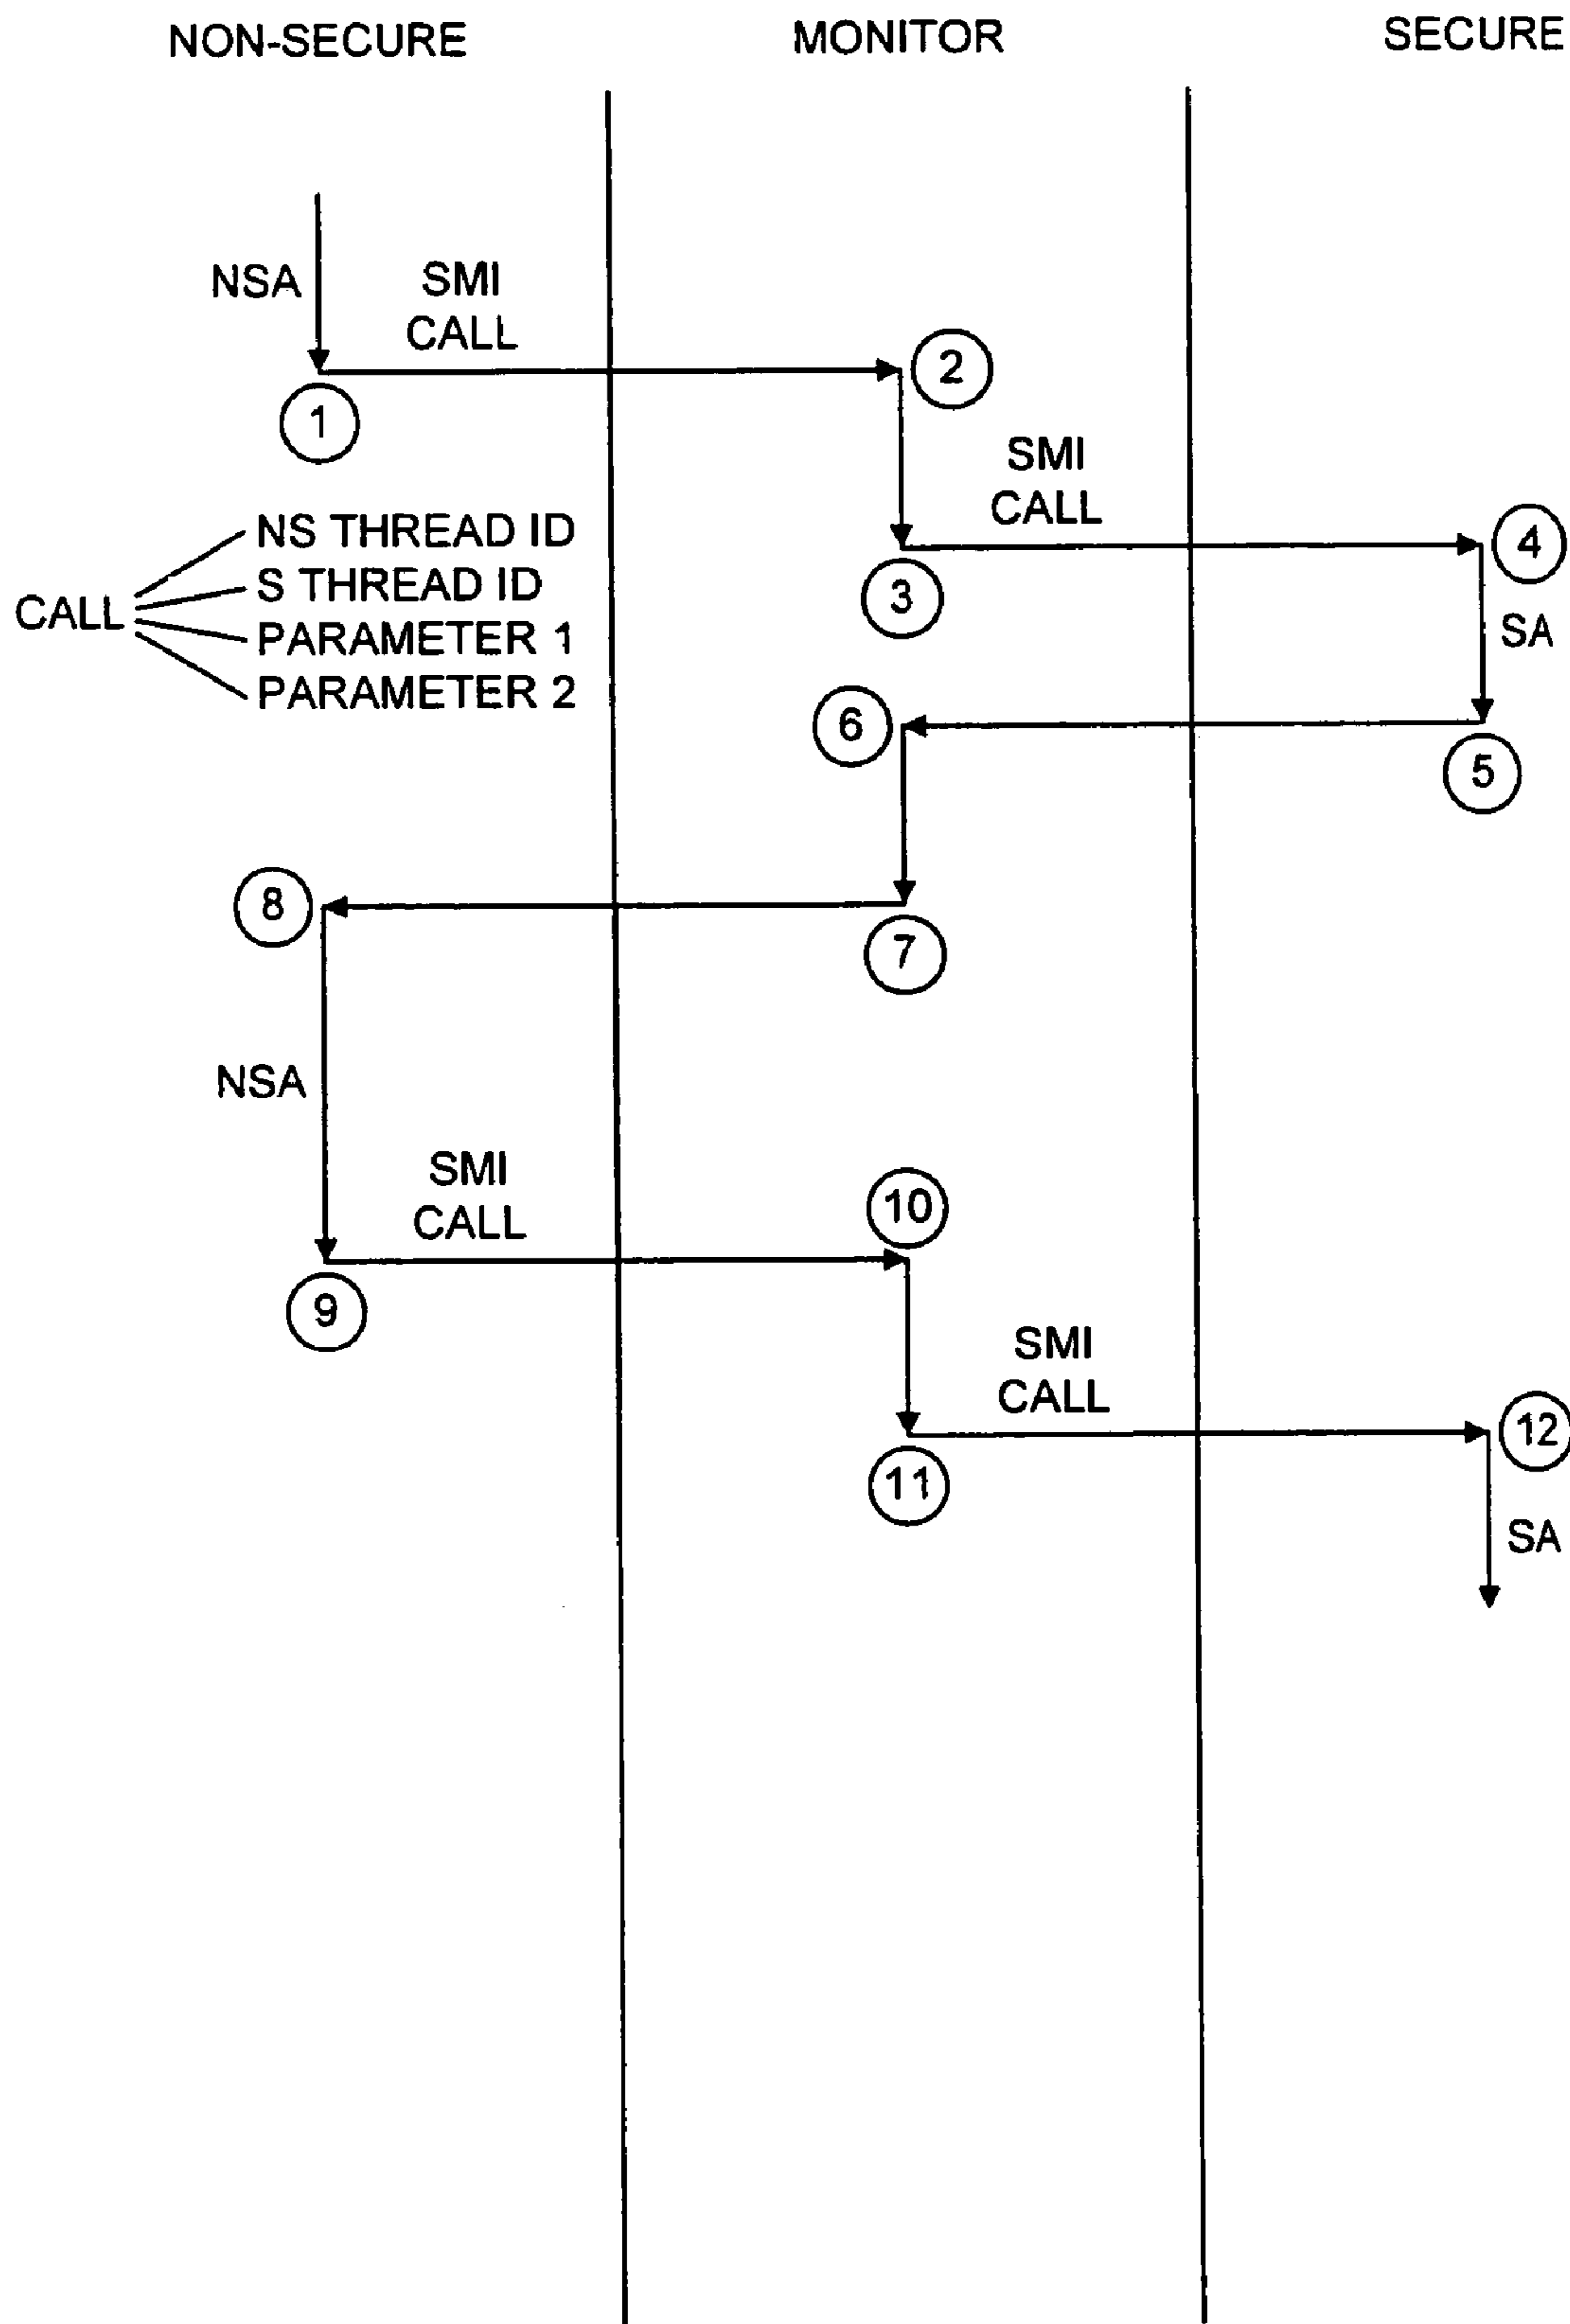 NON-SECURE
MONITOR
SECURE
NSA
SMI
CALL
2
1
SMI
CALL
4
NS THREAD ID
S THREAD ID
CALL
PARAMETER 1
PARAMETER 2
3
SA
6
5
8
7
NSA
SMI
CALL
10
9
SMI
CALL
12
11
SA